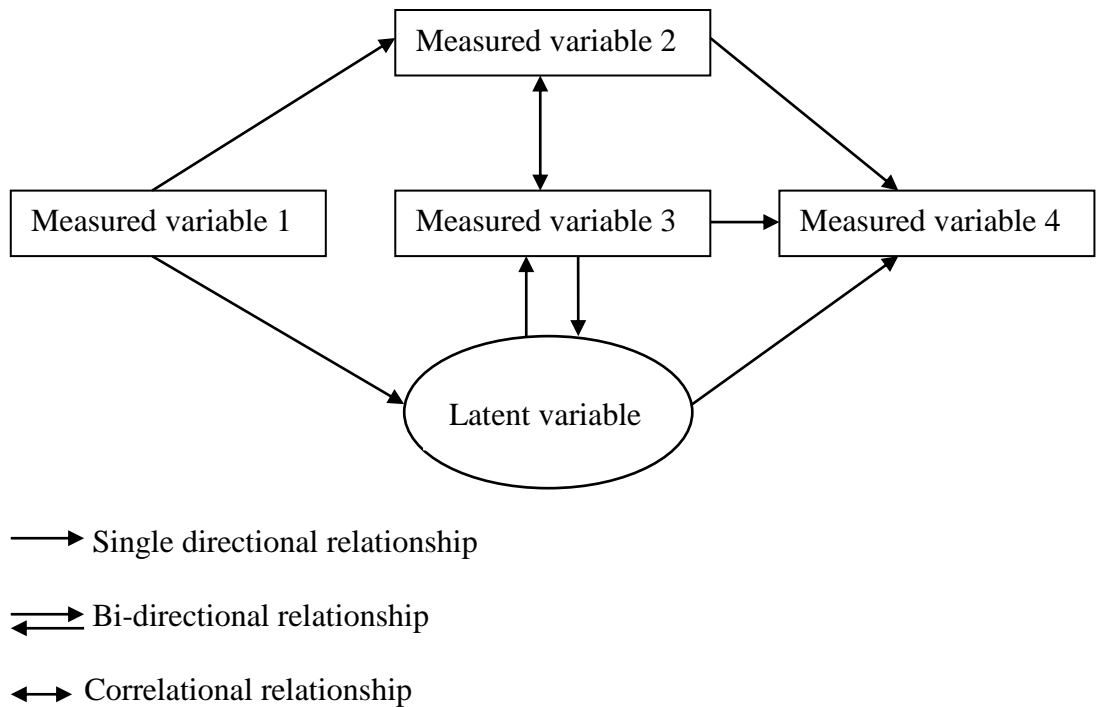 Measured variable 2
Measured variable 1
Measured variable 3
Measured variable 4
Latent variable
Single directional relationship
Bi-directional relationship
Correlational relationship